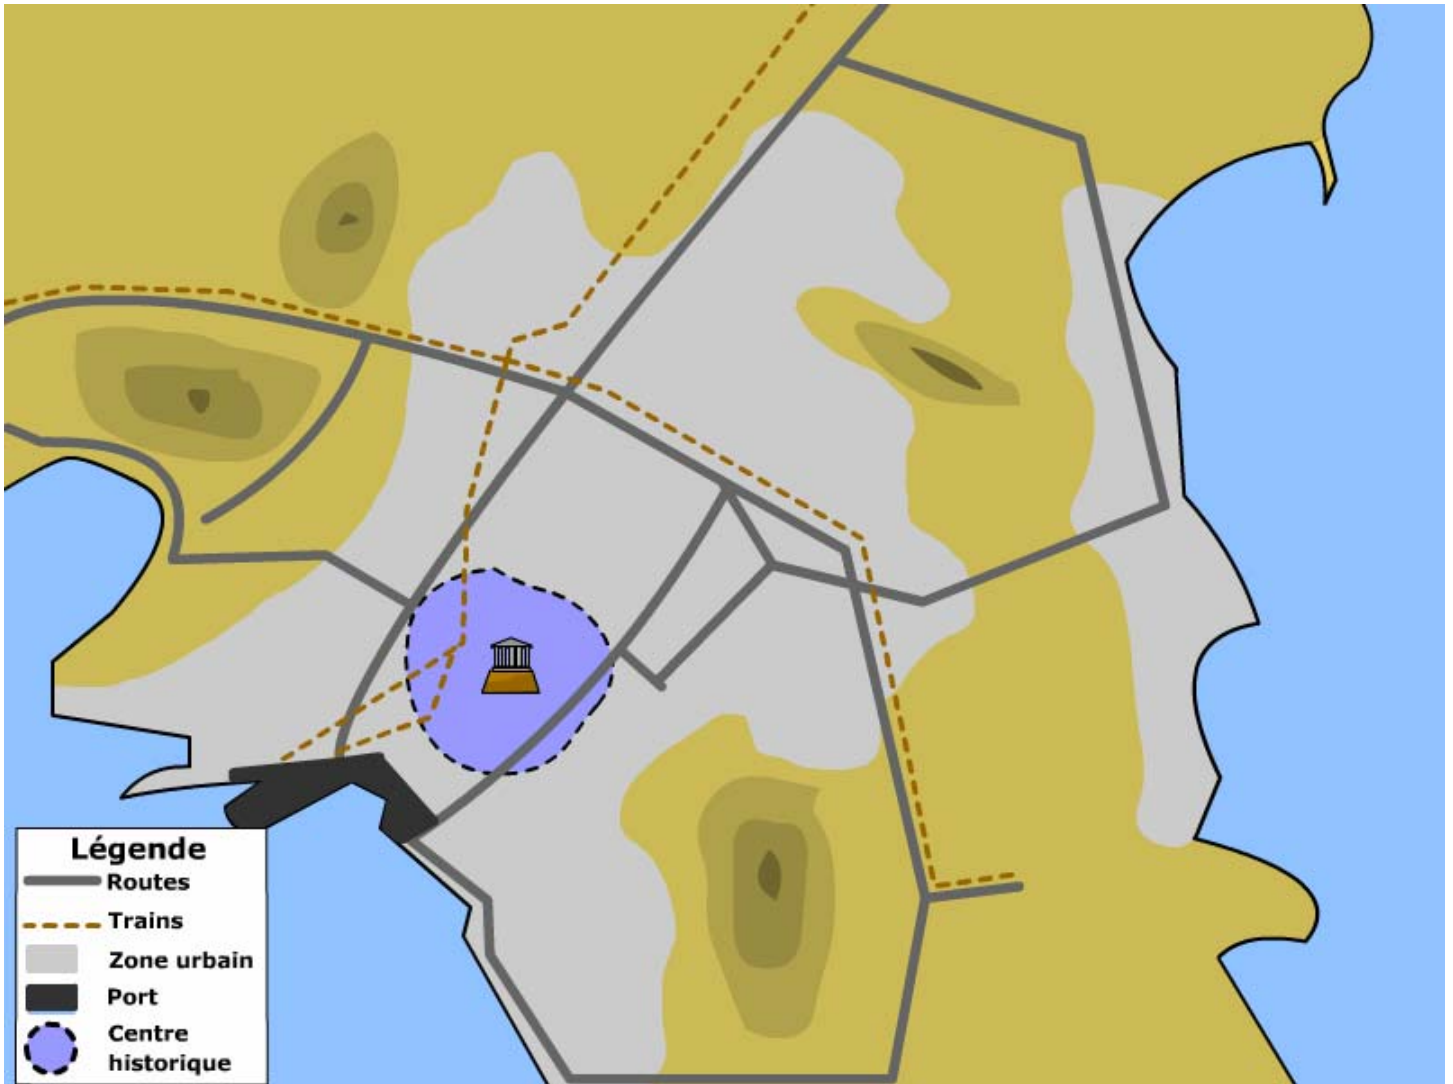 Légende
Routes
Trains
Zone urbain
Port
Centre
historique